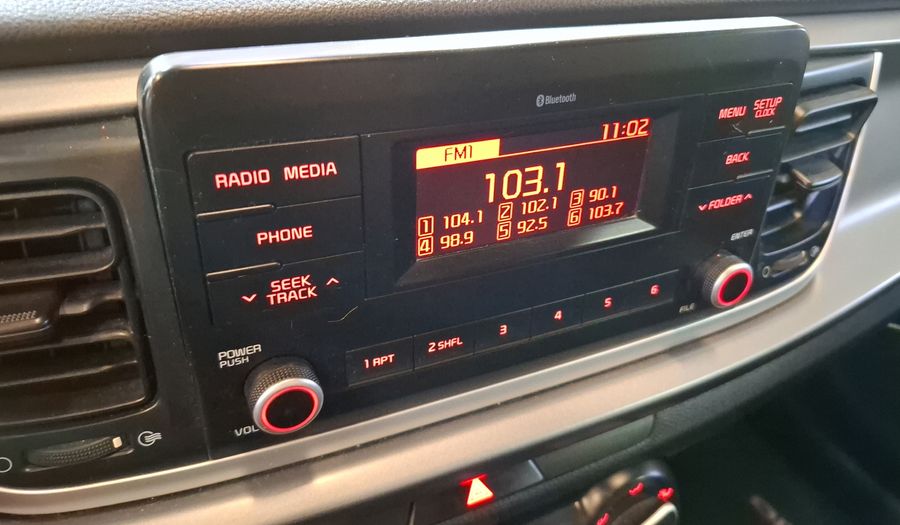 Bluetooth
RADIO MEDIA
PHONE
SEEK
TRACK
POWER
PUSH
VOL
FM1
11:02
103.1
1 104.1 2 102.1 3 90.1
4 98.9 5 92.5 6 103.7
1 RPT 2 SHFL 3 4 5 6
MENU SETUP
CLOCK
BACK
FOLDER
ENTER
FILE